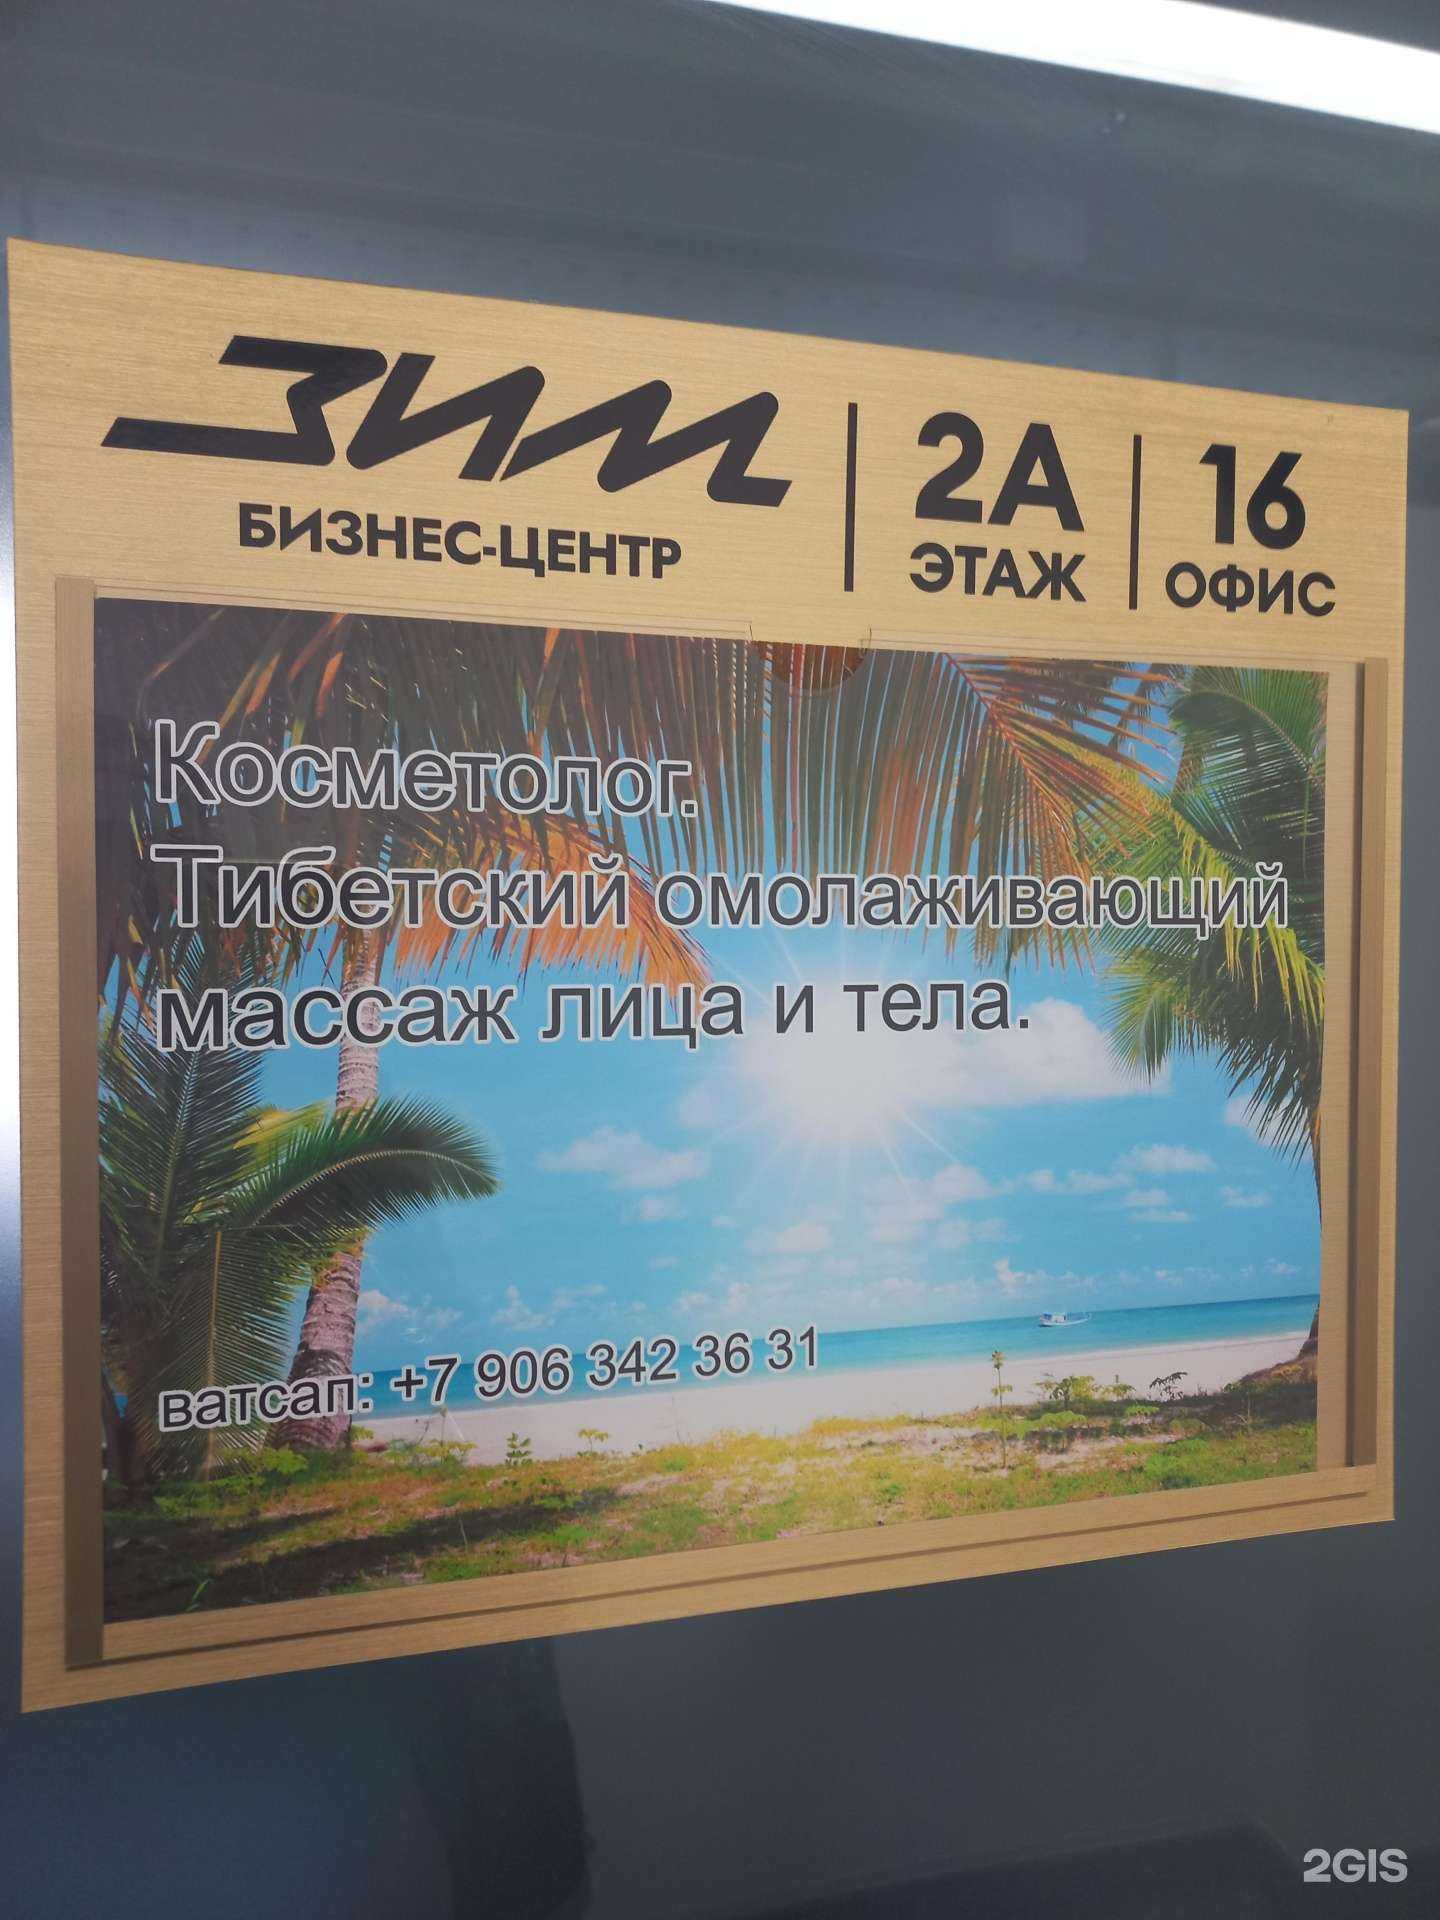 ЗИМ
БИЗНЕС-ЦЕНТР
2А
ЭТАЖ
16
ОФИС
Косметолог.
Тибетский омолаживающий
массаж лица и тела.
ватсап: +7 906 342 36 31
2GIS